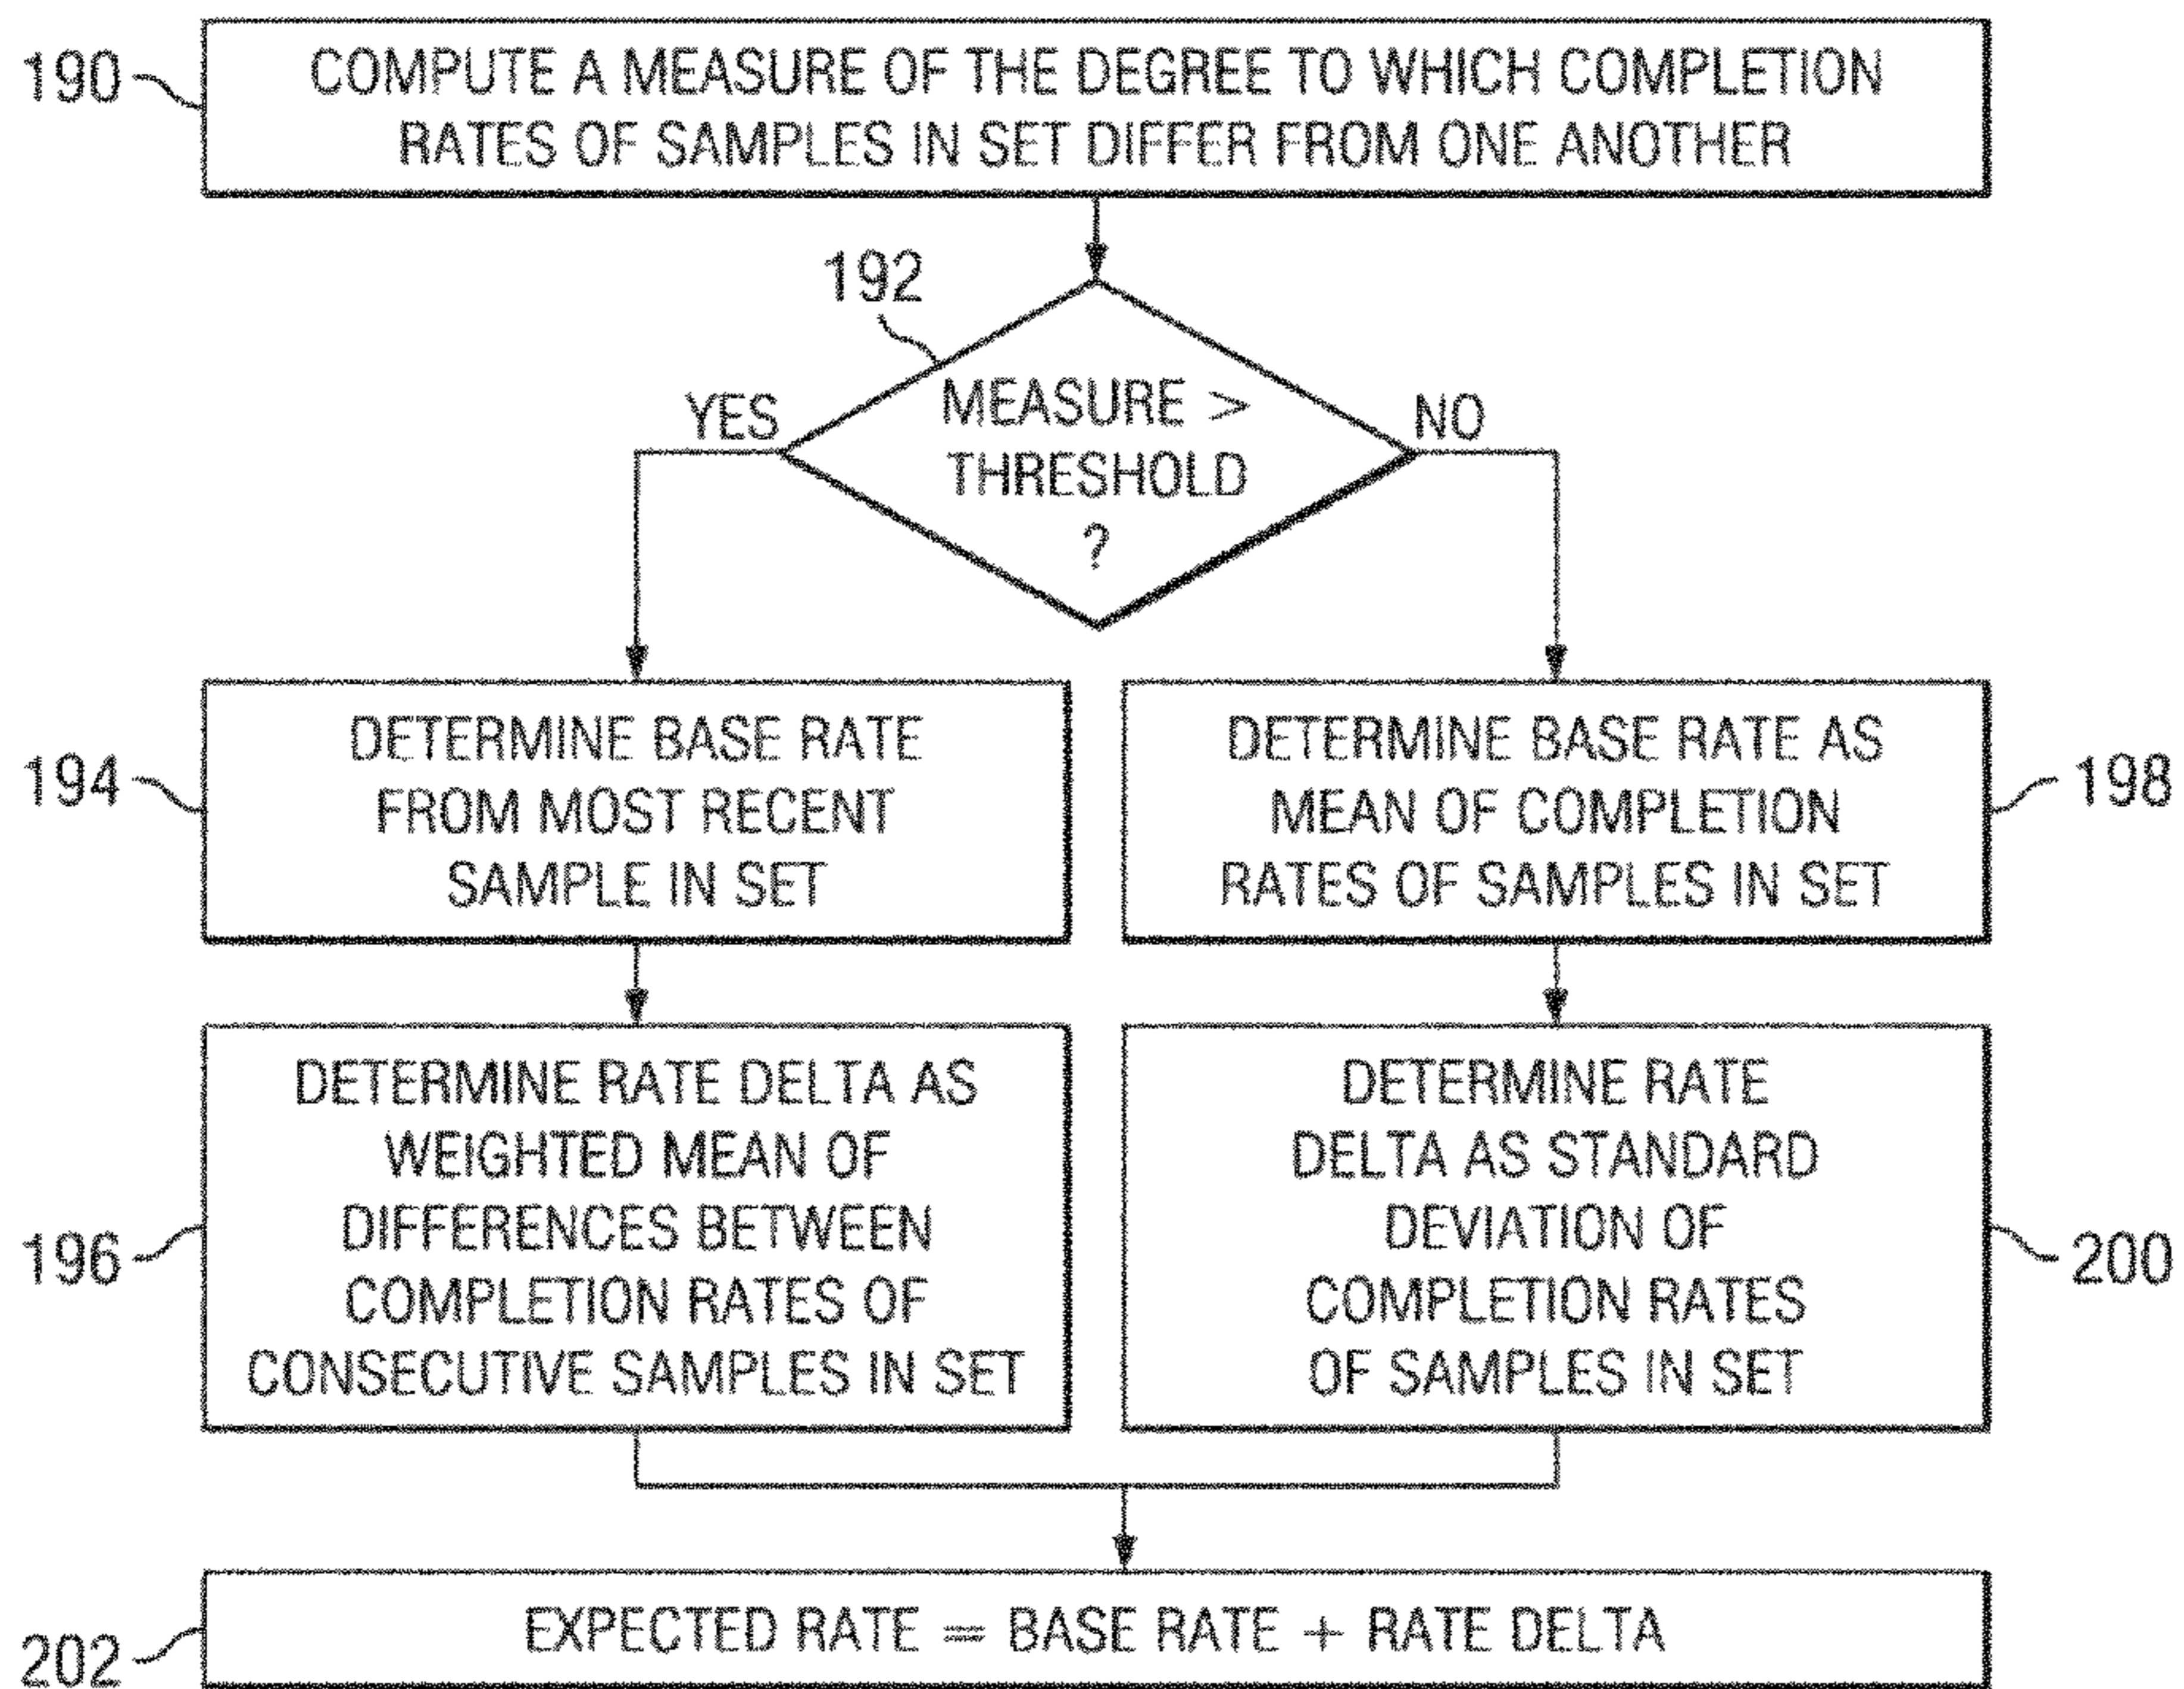 190
COMPUTE A MEASURE OF THE DEGREE TO WHICH COMPLETION
RATES OF SAMPLES IN SET DIFFER FROM ONE ANOTHER
192
YES
MEASURE >
THRESHOLD
?
NO
194
DETERMINE BASE RATE
FROM MOST RECENT
SAMPLE IN SET
DETERMINE BASE RATE AS
MEAN OF COMPLETION
RATES OF SAMPLES IN SET
198
196
DETERMINE RATE DELTA AS
WEIGHTED MEAN OF
DIFFERENCES BETWEEN
COMPLETION RATES OF
CONSECUTIVE SAMPLES IN SET
DETERMINE RATE
DELTA AS STANDARD
DEVIATION OF
COMPLETION RATES
OF SAMPLES IN SET
200
202
EXPECTED RATE = BASE RATE + RATE DELTA